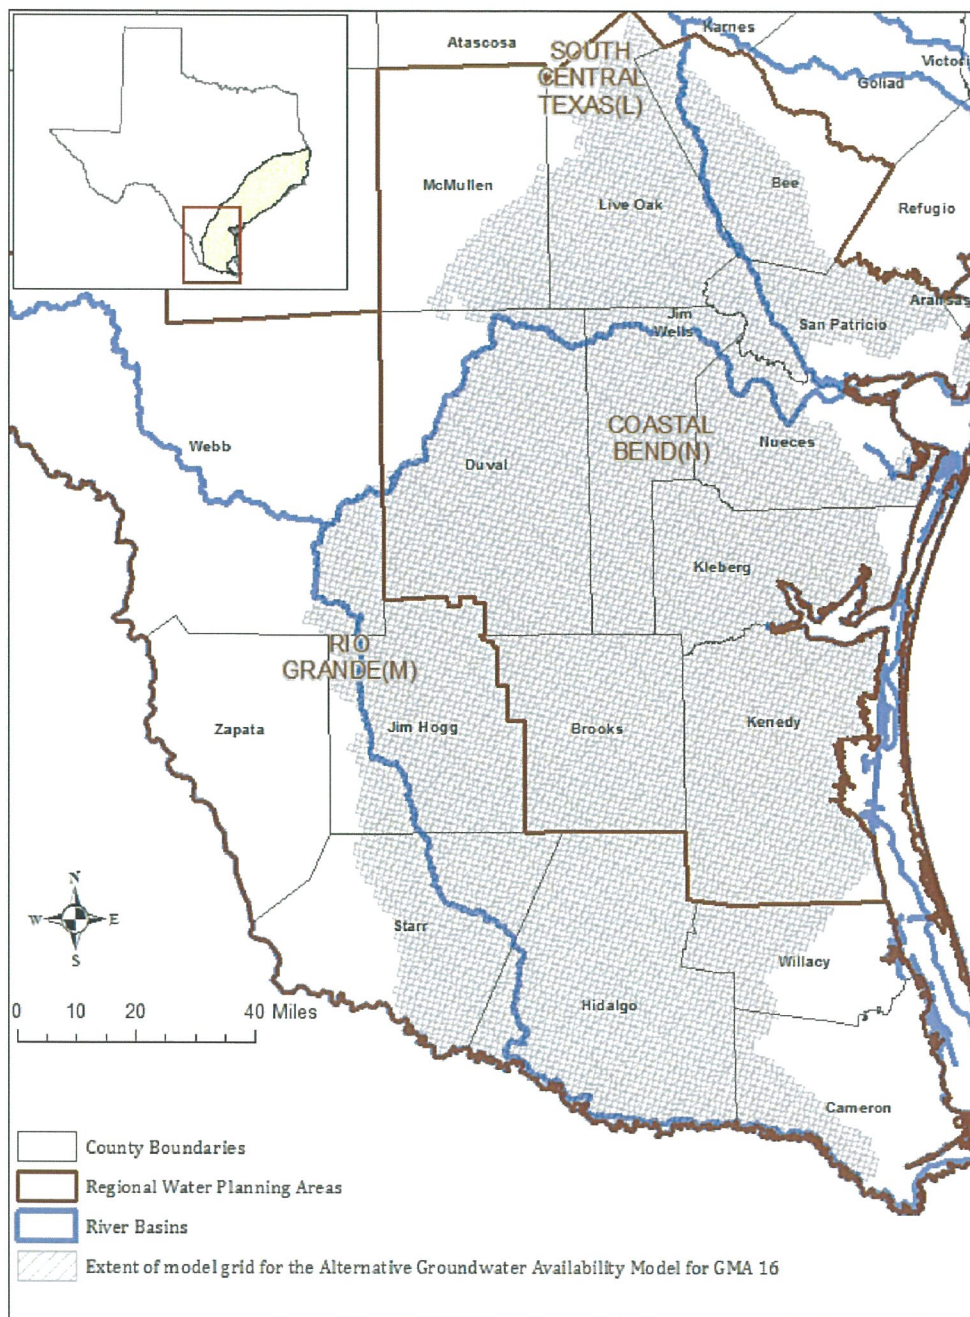 Karnes
Atascosa
SOUTH
CENTRAL
TEXAS(L)
Victori
Goliad
McMullen
Bee
Live Oak
Refugio
Aransas
Jim
Wells
San Patricio
COASTAL
BEND(N)
Webb
Nueces
Duval
Kleberg
RIO
GRANDE(M)
Zapata
Jim Hogg
Brooks
Kenedy
N
W
E
S
Starr
Willacy
Hidalgo
0 10 20 40 Miles
Cameron
County Boundaries
Regional Water Planning Areas
River Basins
Extent of model grid for the Alternative Groundwater Availability Model for GMA 16